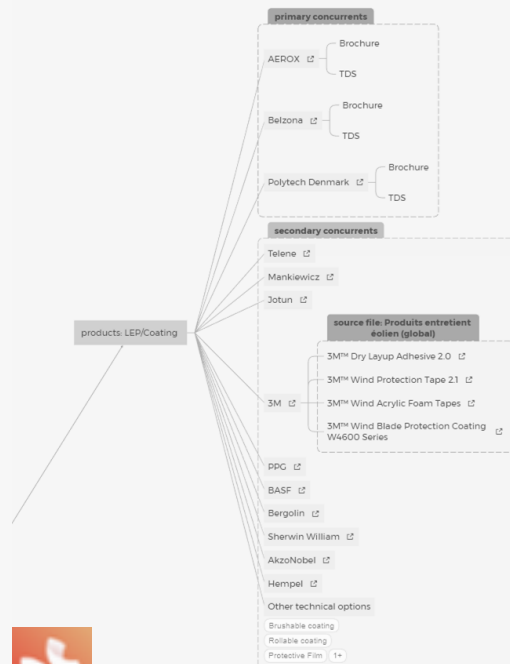 primary concurrents
AEROX
Brochure
TDS
Belzona
Brochure
TDS
Polytech Denmark
Brochure
TDS
secondary concurrents
Telene
Mankiewicz
Jotun
products: LEP/Coating
source file: Produits entretient
éolien (global)
3M
3M™ Dry Layup Adhesive 2.0
3M™ Wind Protection Tape 2.1
3M™ Wind Acrylic Foam Tapes
3M™ Wind Blade Protection Coating
W4600 Series
PPG
BASF
Bergolin
Sherwin William
AkzoNobel
Hempel
Other technical options
Brushable coating
Rollable coating
Protective Film 1+